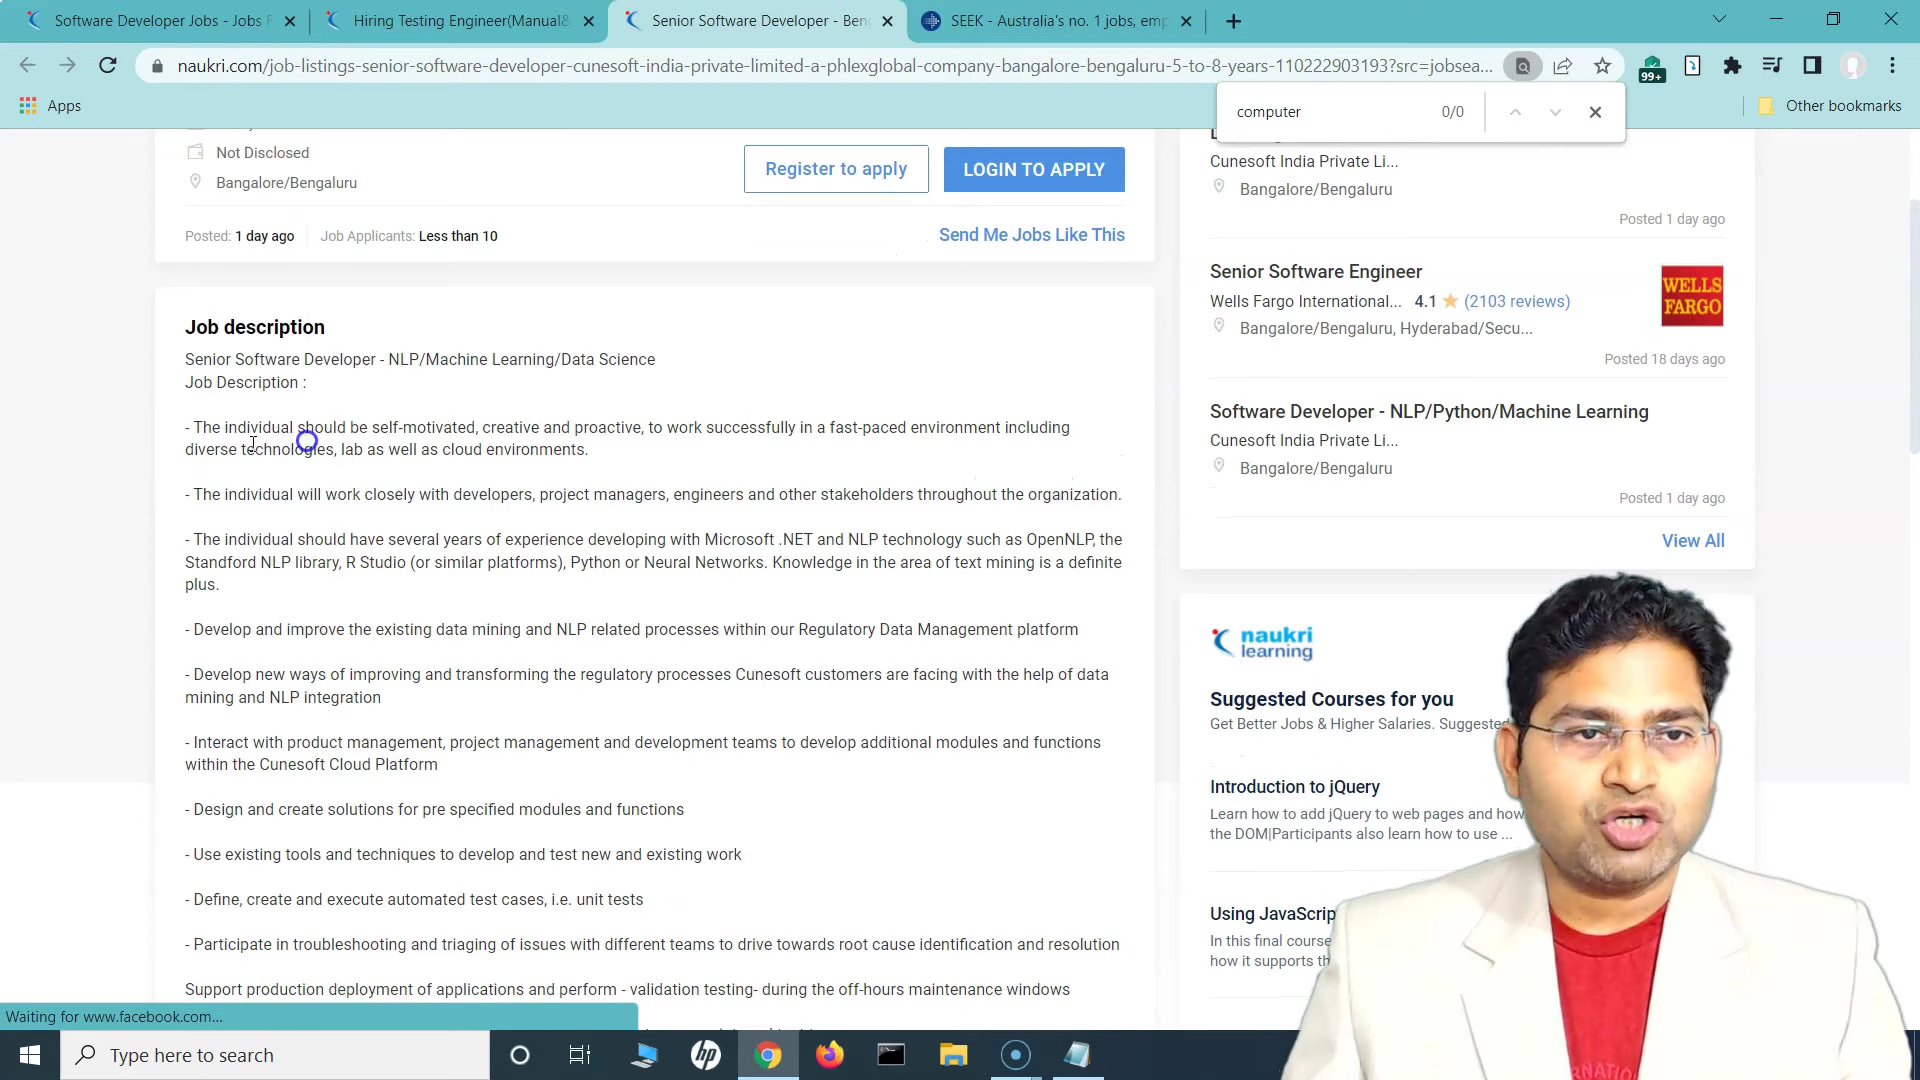 Software Developer Jobs - Jobs F
Hiring Testing Engineer(Manual&
Senior Software Developer - Ben
SEEK - Australia's no. 1 jobs, emp
naukri.com/job-listings-senior-software-developer-cunesoft-india-private-limited-a-phlexglobal-company-bangalore-bengaluru-5-to-8-years-110222903193?src=jobsea...
99+
Apps
computer
0/0
Other bookmarks
Not Disclosed
Bangalore/Bengaluru
Register to apply
LOGIN TO APPLY
Posted: 1 day ago
Job Applicants: Less than 10
Send Me Jobs Like This
Job description
Senior Software Developer - NLP/Machine Learning/Data Science
Job Description :
- The individual should be self-motivated, creative and proactive, to work successfully in a fast-paced environment including
diverse technologies, lab as well as cloud environments.
- The individual will work closely with developers, project managers, engineers and other stakeholders throughout the organization.
- The individual should have several years of experience developing with Microsoft .NET and NLP technology such as OpenNLP, the
Standford NLP library, R Studio (or similar platforms), Python or Neural Networks. Knowledge in the area of text mining is a definite
plus.
- Develop and improve the existing data mining and NLP related processes within our Regulatory Data Management platform
- Develop new ways of improving and transforming the regulatory processes Cunesoft customers are facing with the help of data
mining and NLP integration
- Interact with product management, project management and development teams to develop additional modules and functions
within the Cunesoft Cloud Platform
- Design and create solutions for pre specified modules and functions
- Use existing tools and techniques to develop and test new and existing work
- Define, create and execute automated test cases, i.e. unit tests
- Participate in troubleshooting and triaging of issues with different teams to drive towards root cause identification and resolution
Support production deployment of applications and perform - validation testing- during the off-hours maintenance windows
Cunesoft India Private Li...
Bangalore/Bengaluru
Posted 1 day ago
Senior Software Engineer
Wells Fargo International... 4.1 (2103 reviews)
Bangalore/Bengaluru, Hyderabad/Secu...
WELLS
FARGO
Posted 18 days ago
Software Developer - NLP/Python/Machine Learning
Cunesoft India Private Li...
Bangalore/Bengaluru
Posted 1 day ago
View All
naukri
learning
Suggested Courses for you
Get Better Jobs & Higher Salaries. Suggested
Introduction to jQuery
Learn how to add jQuery to web pages and how
the DOM|Participants also learn how to use ...
Using JavaScrip
In this final course
how it supports th
Waiting for www.facebook.com...
Type here to search
hp